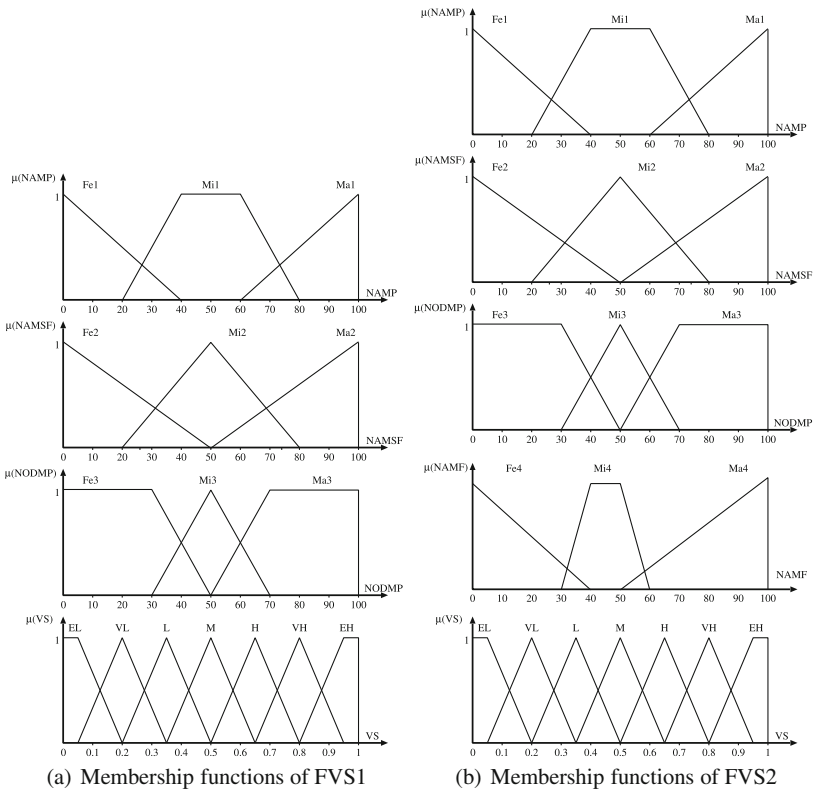 μ(NAMP)
Fe1 Mi1 Ma1
1
0 10 20 30 40 50 60 70 80 90 100
NAMP
μ(NAMSF)
Fe2 Mi2 Ma2
1
0 10 20 30 40 50 60 70 80 90 100
NAMSF
μ(NODMP)
Fe3 Mi3 Ma3
1
0 10 20 30 40 50 60 70 80 90 100
NODMP
μ(VS)
EL VL L M H VH EH
1
0 0.1 0.2 0.3 0.4 0.5 0.6 0.7 0.8 0.9 1
VS
(a) Membership functions of FVS1
μ(NAMP)
Fe1 Mi1 Ma1
1
0 10 20 30 40 50 60 70 80 90 100
NAMP
μ(NAMSF)
Fe2 Mi2 Ma2
1
0 10 20 30 40 50 60 70 80 90 100
NAMSF
μ(NODMP)
Fe3 Mi3 Ma3
1
0 10 20 30 40 50 60 70 80 90 100
NODMP
μ(NAMF)
Fe4 Mi4 Ma4
1
0 10 20 30 40 50 60 70 80 90 100
NAMF
μ(VS)
EL VL L M H VH EH
1
0 0.1 0.2 0.3 0.4 0.5 0.6 0.7 0.8 0.9 1
VS
(b) Membership functions of FVS2